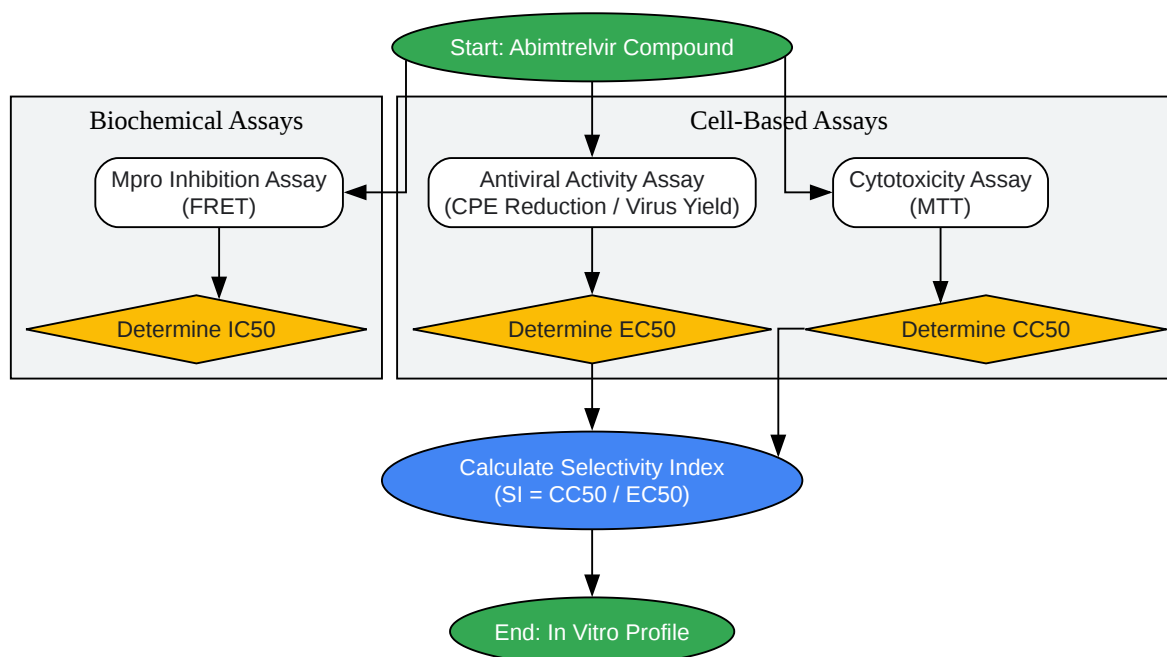 Start: Abimtrelvir Compound
Biochemical Assays
Cell-Based Assays
Mpro Inhibition Assay
(FRET)
Antiviral Activity Assay
(CPE Reduction / Virus Yield)
Cytotoxicity Assay
(MTT)
Determine IC50
Determine EC50
Determine CC50
Calculate Selectivity Index
(SI = CC50 / EC50)
End: In Vitro Profile